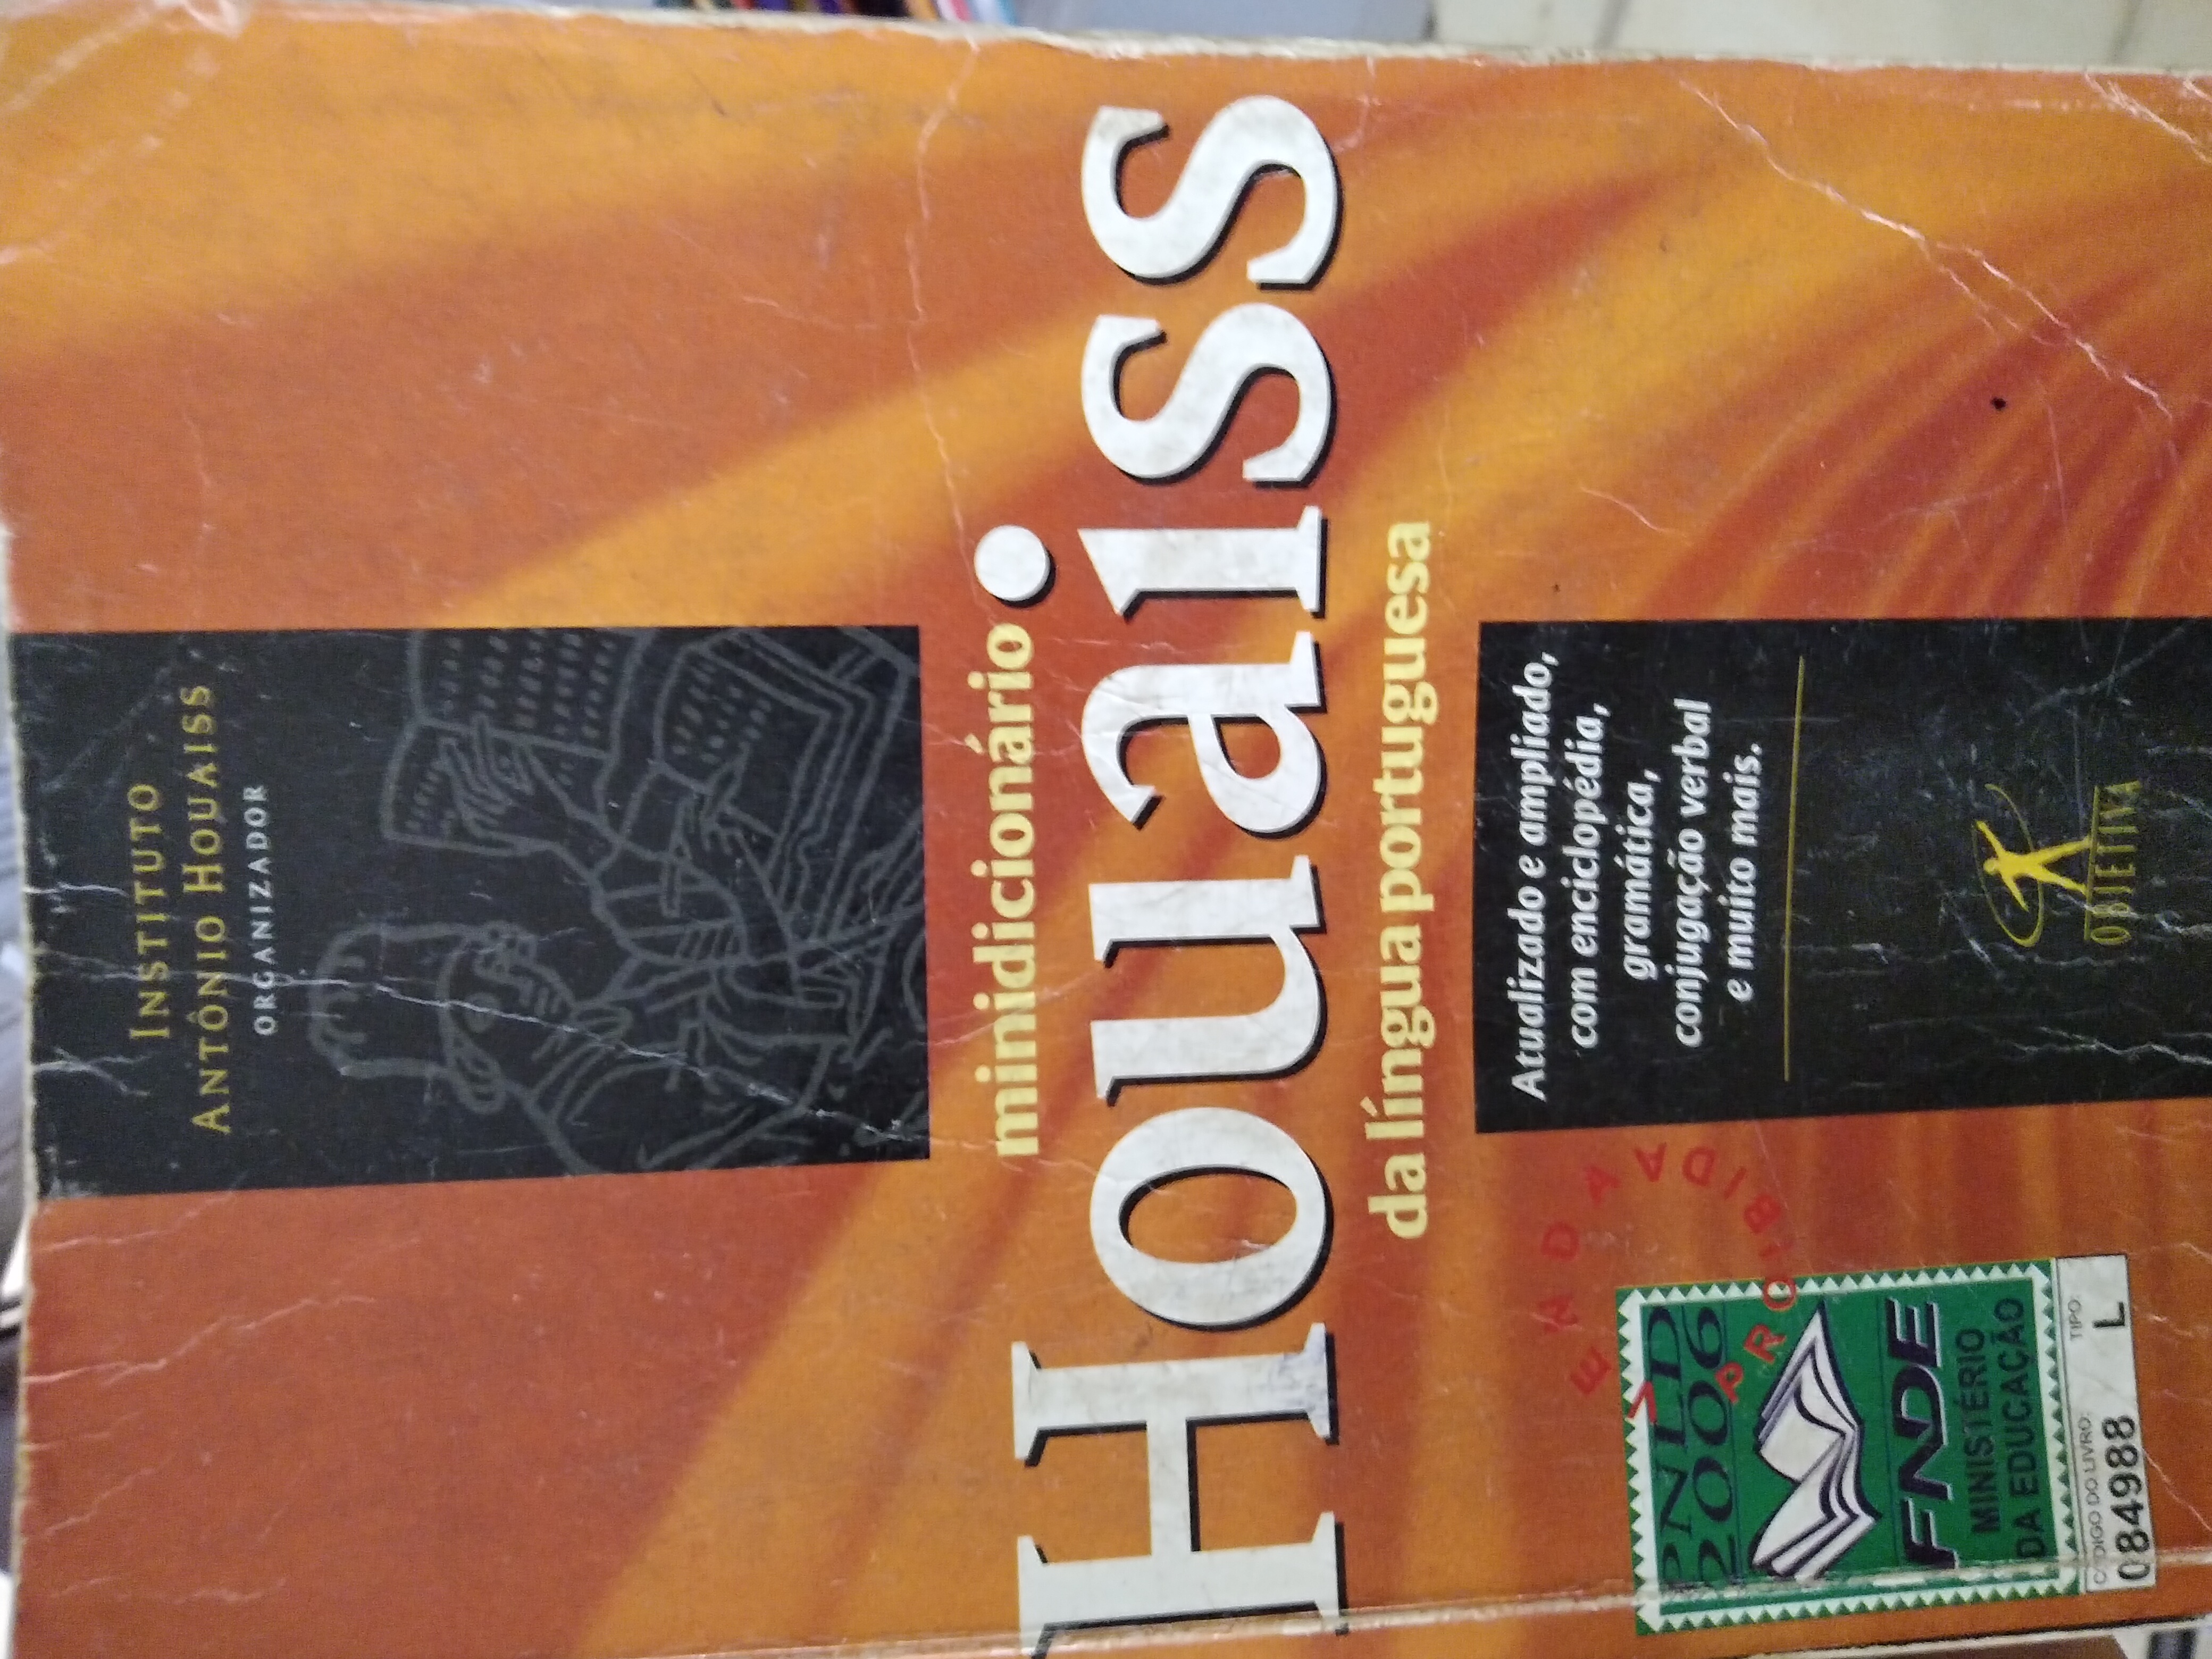 INSTITUTO
ANTÔNIO HOUAISS
ORGANIZADOR
minidicionário
Houaiss
da língua portuguesa
Atualizado e ampliado,
com enciclopédia,
gramática,
conjugação verbal
e muito mais.
VENDA PROIBIDA
PNLD
2006
FNDE
MINISTÉRIO
DA EDUCAÇÃO
CÓDIGO DO LIVRO: TIPO:
084988 L
OBJETIVA